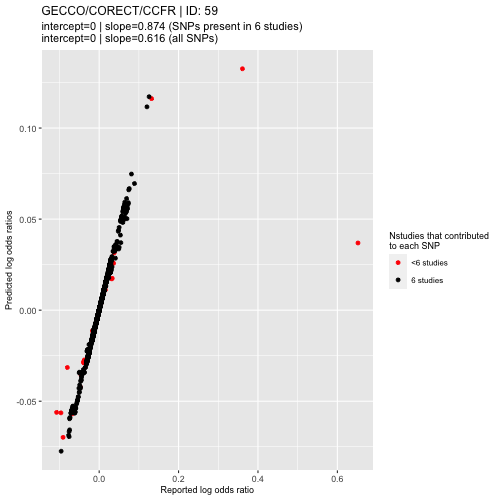 GECCO/CORECT/CCFR | ID: 59
intercept=0 | slope=0.874 (SNPs present in 6 studies)
intercept=0 | slope=0.616 (all SNPs)
0.10
0.05
0.00
-0.05
Predicted log odds ratios
0.0 0.2 0.4 0.6
Reported log odds ratio
Nstudies that contributed
to each SNP
<6 studies
6 studies